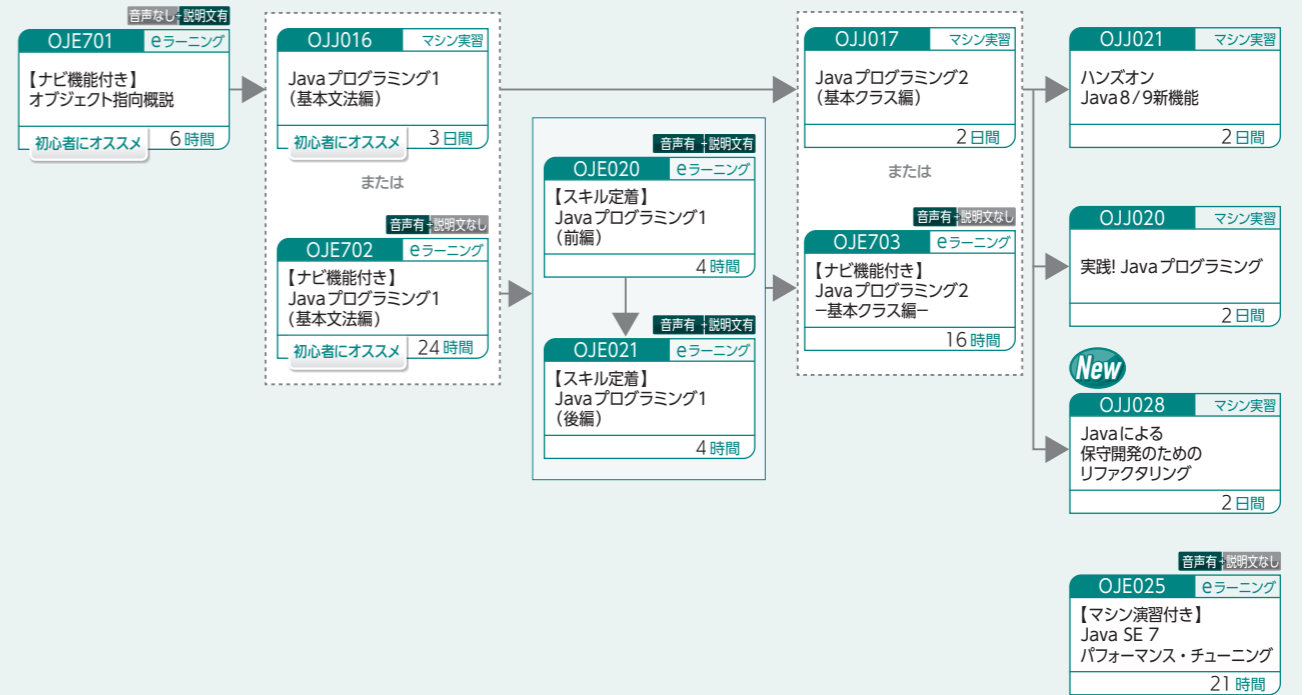 音声なし+説明文有
OJE701 eラーニング
【ナビ機能付き】
オブジェクト指向概説
初心者にオススメ 6時間
OJJ016 マシン実習
Javaプログラミング1
(基本文法編)
初心者にオススメ 3日間
または
音声有+説明文なし
OJE702 eラーニング
【ナビ機能付き】
Javaプログラミング1
(基本文法編)
初心者にオススメ 24時間
音声有+説明文有
OJE020 eラーニング
【スキル定着】
Javaプログラミング1
(前編)
4時間
音声有+説明文有
OJE021 eラーニング
【スキル定着】
Javaプログラミング1
(後編)
4時間
OJJ017 マシン実習
Javaプログラミング2
(基本クラス編)
2日間
または
音声有+説明文なし
OJE703 eラーニング
【ナビ機能付き】
Javaプログラミング2
−基本クラス編−
16時間
OJJ021 マシン実習
ハンズオン
Java8/9新機能
2日間
OJJ020 マシン実習
実践! Javaプログラミング
2日間
New
OJJ028 マシン実習
Javaによる
保守開発のための
リファクタリング
2日間
音声有+説明文なし
OJE025 eラーニング
【マシン演習付き】
Java SE 7
パフォーマンス・チューニング
21時間